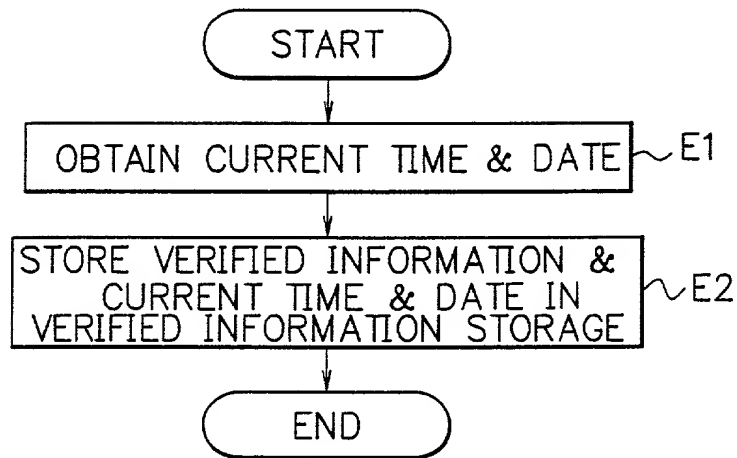 START
OBTAIN CURRENT TIME & DATE
E1
STORE VERIFIED INFORMATION &
CURRENT TIME & DATE IN
VERIFIED INFORMATION STORAGE
E2
END